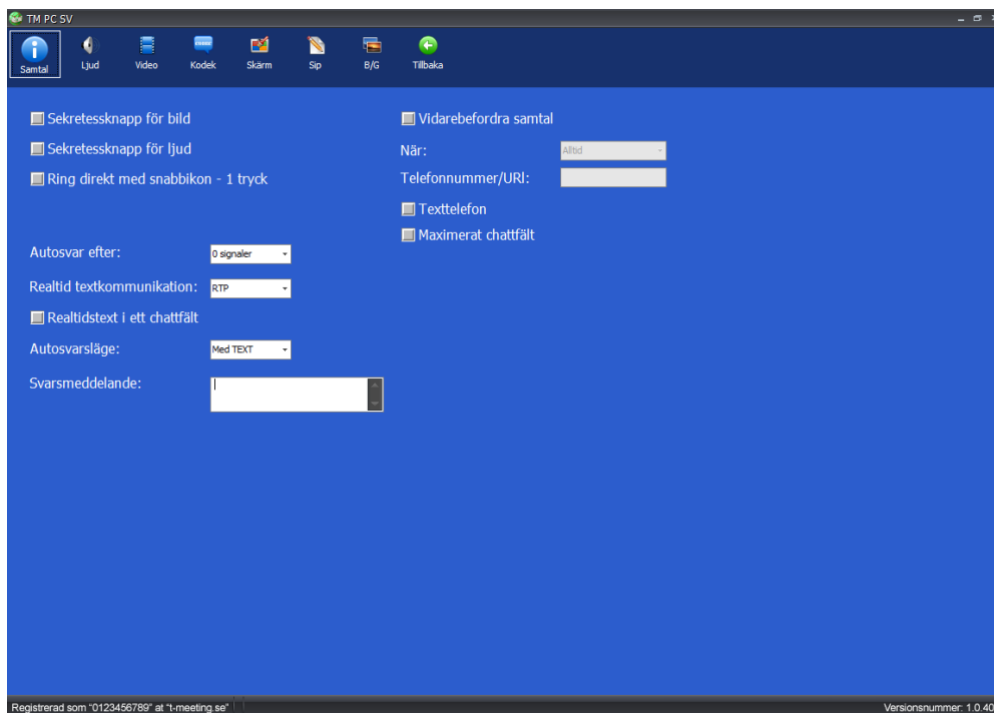 TM PC SV
Samtal
Ljud
Video
Kodek
Skärm
Sip
B/G
Tillbaka
Sekretessknapp för bild
Sekretessknapp för ljud
Ring direkt med snabbikon - 1 tryck
Autosvar efter: 0 signaler
Realtid textkommunikation: RTP
Realtidstext i ett chattfält
Autosvarsläge: Med TEXT
Svarsmeddelande:
Vidarebefordra samtal
När: Alltid
Telefonnummer/URI:
Texttelefon
Maximerat chattfält
Registrerad som "0123456789" at "t-meeting.se"
Versionsnummer: 1.0.40